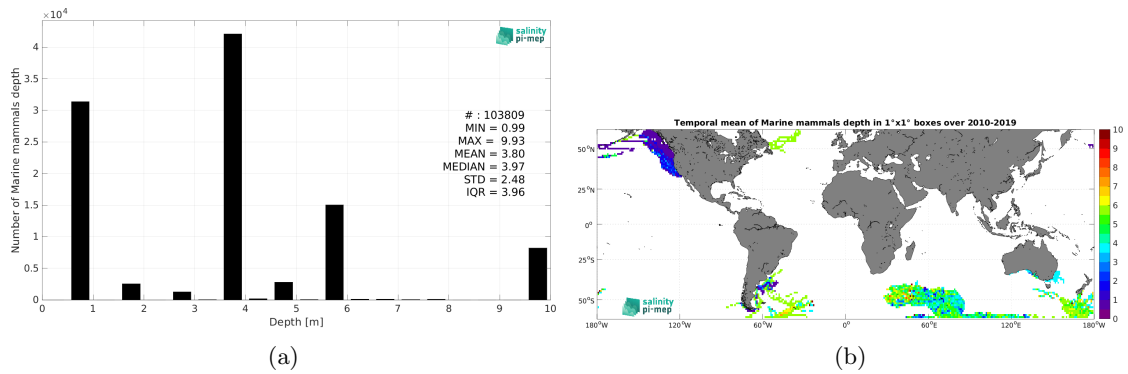 ×10⁴
4
3.5
3
2.5
2
1.5
1
0.5
0
Number of Marine mammals depth
salinity
pi-mep
# : 103809
MIN = 0.99
MAX = 9.93
MEAN = 3.80
MEDIAN = 3.97
STD = 2.48
IQR = 3.96
0 1 2 3 4 5 6 7 8 9 10
Depth [m]
(a)
Temporal mean of Marine mammals depth in 1°x1° boxes over 2010-2019
50°N
25°N
0°
25°S
50°S
salinity
pi-mep
180°W 120°W 60°W 0° 60°E 120°E 180°W
10
9
8
7
6
5
4
3
2
1
0
(b)